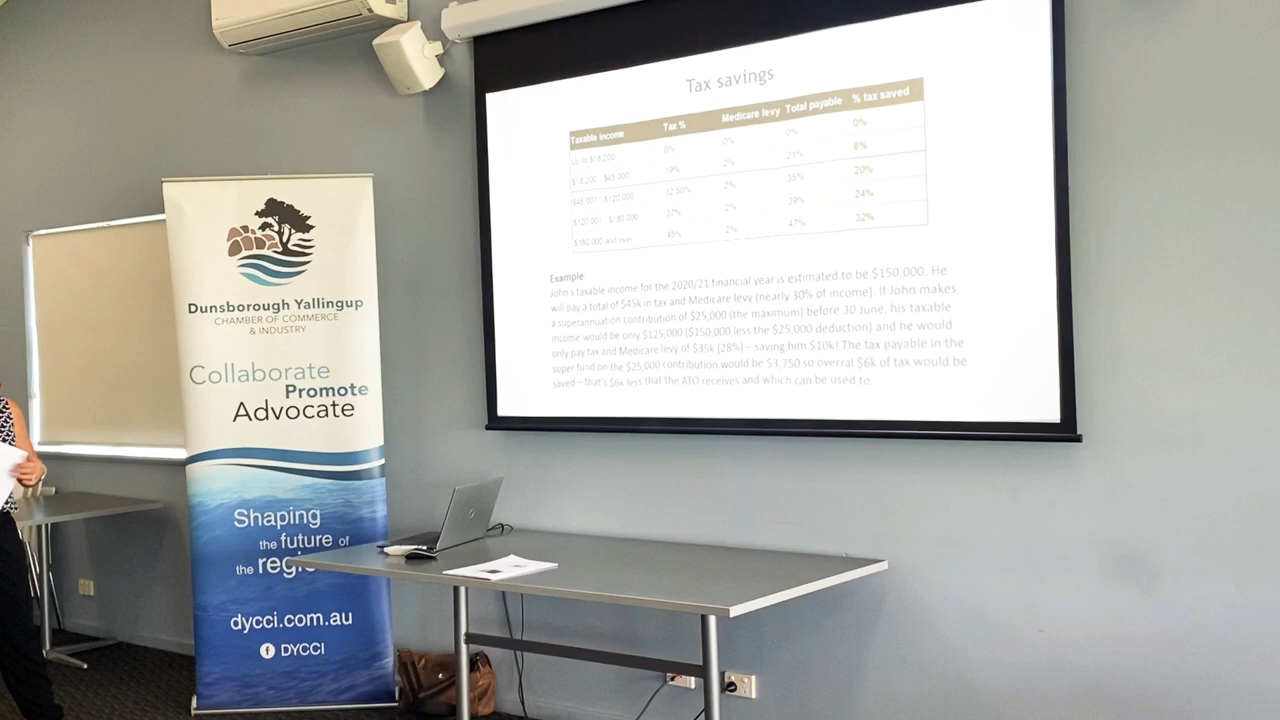 Dunsborough Yallingup
CHAMBER OF COMMERCE
& INDUSTRY
Collaborate
Promote
Advocate
Shaping
the future of
the regi
dycci.com.au
f DYCCI
Tax savings
Taxable income Tax % Medicare levy Total payable % tax saved
Up to $18,200 0% 0% 0% 0%
$18,200 - $45,000 19% 2% 21% 6%
$45,001 - $120,000 32.50% 2% 35% 20%
$120,001 - $180,000 37% 2% 39% 24%
$180,000 and over 45% 2% 47% 32%
Example:
John's taxable income for the 2020/21 financial year is estimated to be $150,000. He
will pay a total of $45k in tax and Medicare levy (nearly 30% of income). If John makes
a superannuation contribution of $25,000 (the maximum) before 30 June, his taxable
income would be only $125,000 ($150,000 less the $25,000 deduction) and he would
only pay tax and Medicare levy of $35k (28%) – saving him $10k! The tax payable in the
super fund on the $25,000 contribution would be $3,750 so overral $6k of tax would be
saved – that's $6k less that the ATO receives and which can be used to.